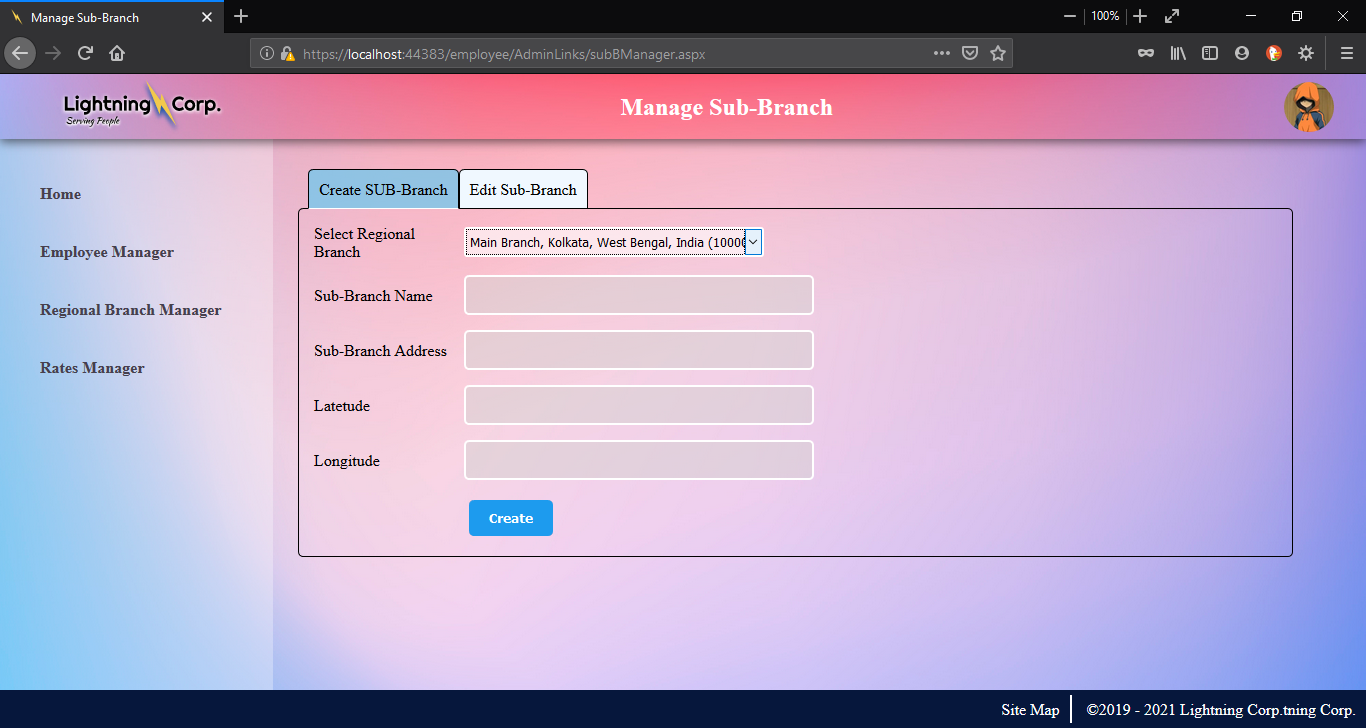 Manage Sub-Branch
100%
https://localhost:44383/employee/AdminLinks/subBManager.aspx
Lightning Corp.
Serving People
Manage Sub-Branch
Home
Employee Manager
Regional Branch Manager
Rates Manager
Create SUB-Branch
Edit Sub-Branch
Select Regional
Branch
Main Branch, Kolkata, West Bengal, India (1000
Sub-Branch Name
Sub-Branch Address
Latetude
Longitude
Create
Site Map
©2019 - 2021 Lightning Corp.tning Corp.